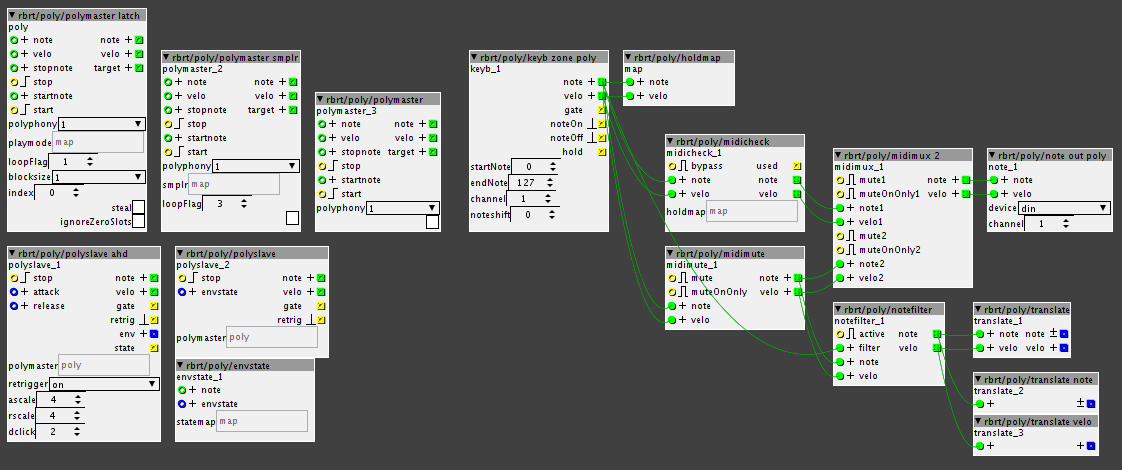 rbrt/poly/polymaster latch
poly
note note
velo velo
stopnote target
stop
startnote
start
polyphony 1
playmode map
loopFlag 1
blocksize 1
index 0
steal
ignoreZeroSlots
rbrt/poly/polymaster smplr
polymaster_2
note note
velo velo
stopnote target
stop
startnote
start
polyphony 1
smplr map
loopFlag 3
rbrt/poly/polymaster
polymaster_3
note note
velo velo
stopnote target
stop
startnote
start
polyphony 1
rbrt/poly/keyb zone poly
keyb_1
note
velo
gate
noteOn
noteOff
hold
startNote 0
endNote 127
channel 1
noteshift 0
rbrt/poly/holdmap
map
note
velo
rbrt/poly/midicheck
midicheck_1
bypass used
note note
velo velo
holdmap map
rbrt/poly/midimux 2
midimux_1
mute1 note
muteOnOnly1 velo
note1
velo1
mute2
muteOnOnly2
note2
velo2
rbrt/poly/note out poly
note_1
note
velo
device din
channel 1
rbrt/poly/polyslave ahd
polyslave_1
stop note
attack velo
release gate
retrig
env
state
polymaster poly
retrigger on
ascale 4
rscale 4
dclick 2
rbrt/poly/polyslave
polyslave_2
stop note
envstate velo
gate
retrig
polymaster poly
rbrt/poly/envstate
envstate_1
note
envstate
statemap map
rbrt/poly/midimute
midimute_1
mute note
muteOnOnly velo
note
velo
rbrt/poly/notefilter
notefilter_1
active note
filter velo
note
velo
rbrt/poly/translate
translate_1
note note
velo velo
rbrt/poly/translate note
translate_2
rbrt/poly/translate velo
translate_3